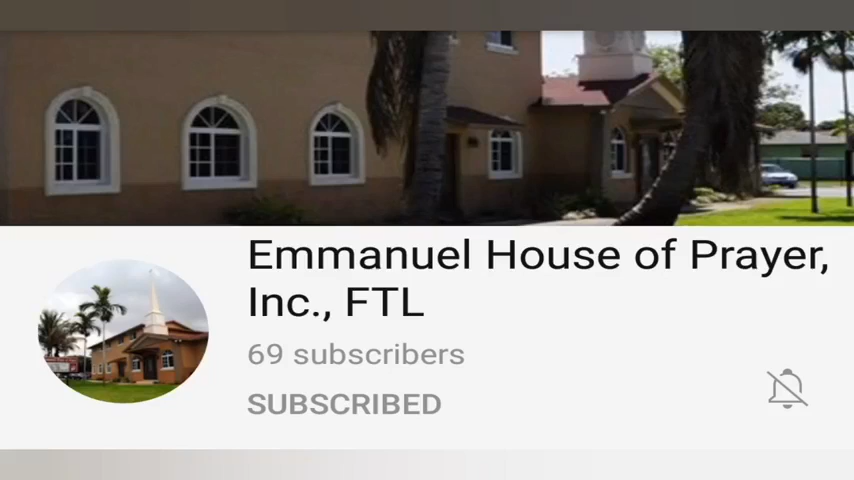 Emmanuel House of Prayer,
Inc., FTL
69 subscribers
SUBSCRIBED